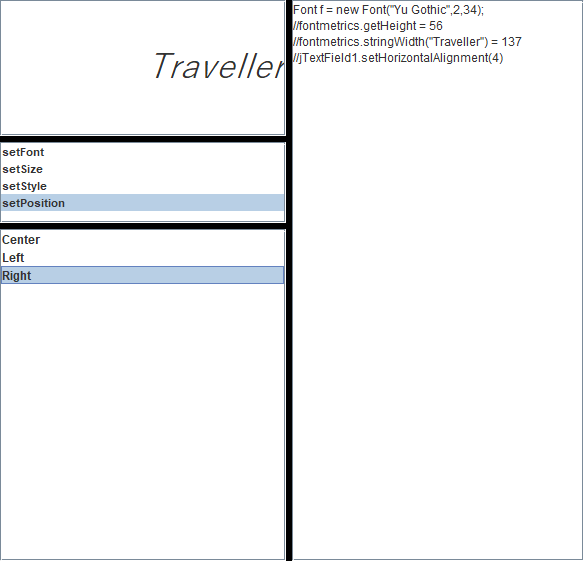 Traveller
setFont
setSize
setStyle
setPosition
Center
Left
Right
Font f = new Font("Yu Gothic",2,34);
//fontmetrics.getHeight = 56
//fontmetrics.stringWidth("Traveller") = 137
//jTextField1.setHorizontalAlignment(4)